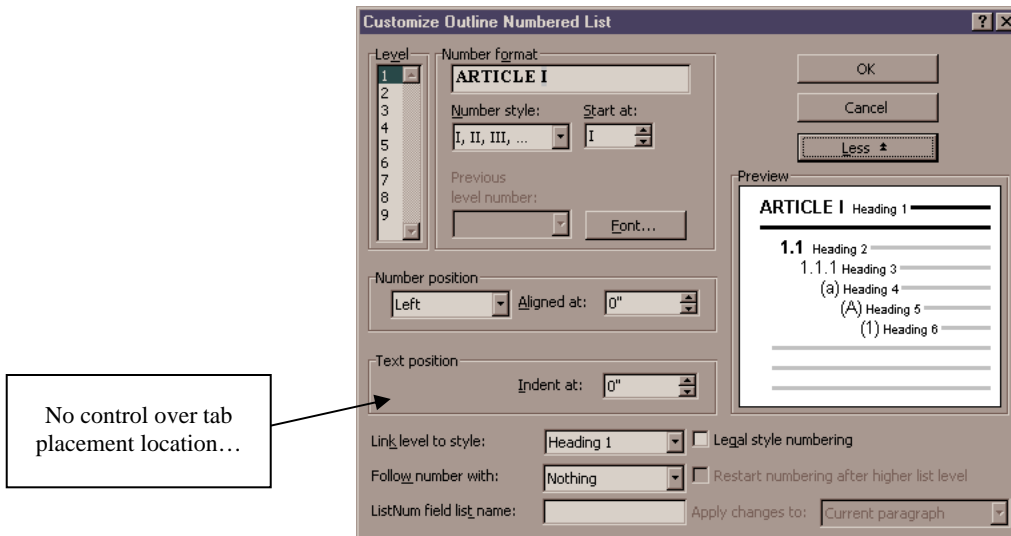 Customize Outline Numbered List
Level
1
2
3
4
5
6
7
8
9
Number format
ARTICLE I
Number style:
Start at:
I, II, III, ...
I
Previous
level number:
Font...
OK
Cancel
Less
Preview
ARTICLE I Heading 1
1.1 Heading 2
1.1.1 Heading 3
(a) Heading 4
(A) Heading 5
(1) Heading 6
Number position
Left
Aligned at:
0"
Text position
Indent at:
0"
No control over tab
placement location…
Link level to style:
Heading 1
Legal style numbering
Follow number with:
Nothing
Restart numbering after higher list level
ListNum field list name:
Apply changes to:
Current paragraph